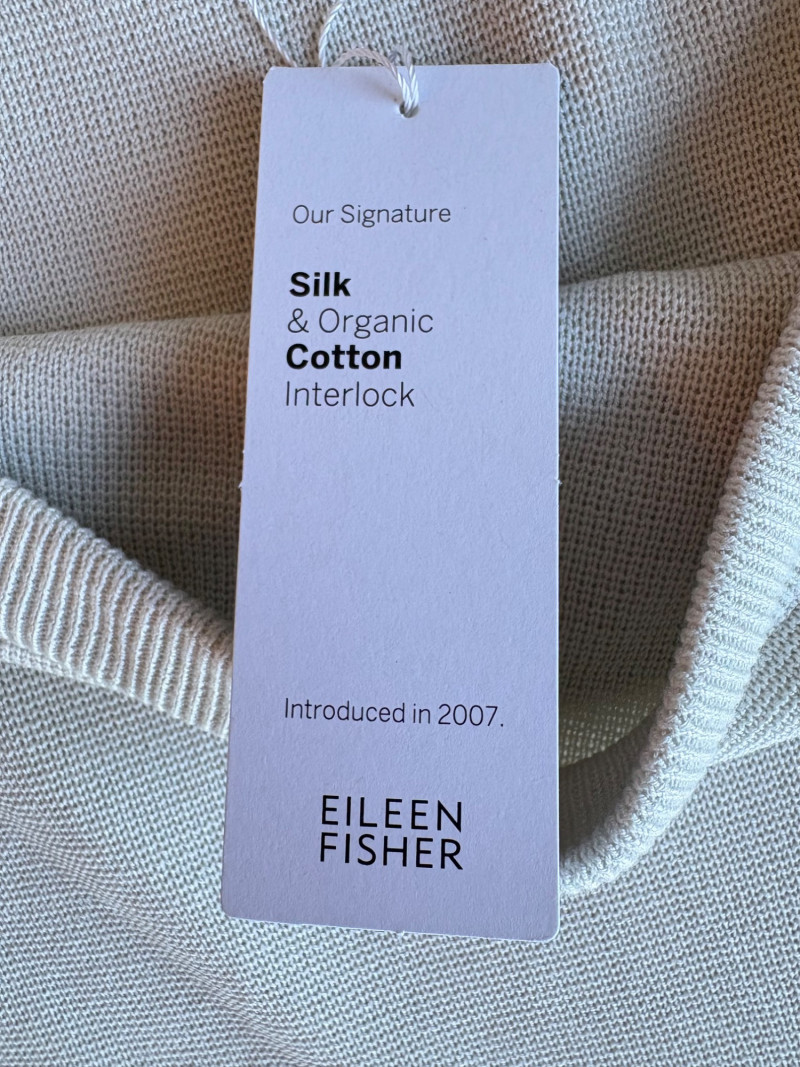 Our Signature
Silk
& Organic
Cotton
Interlock
Introduced in 2007.
EILEEN
FISHER